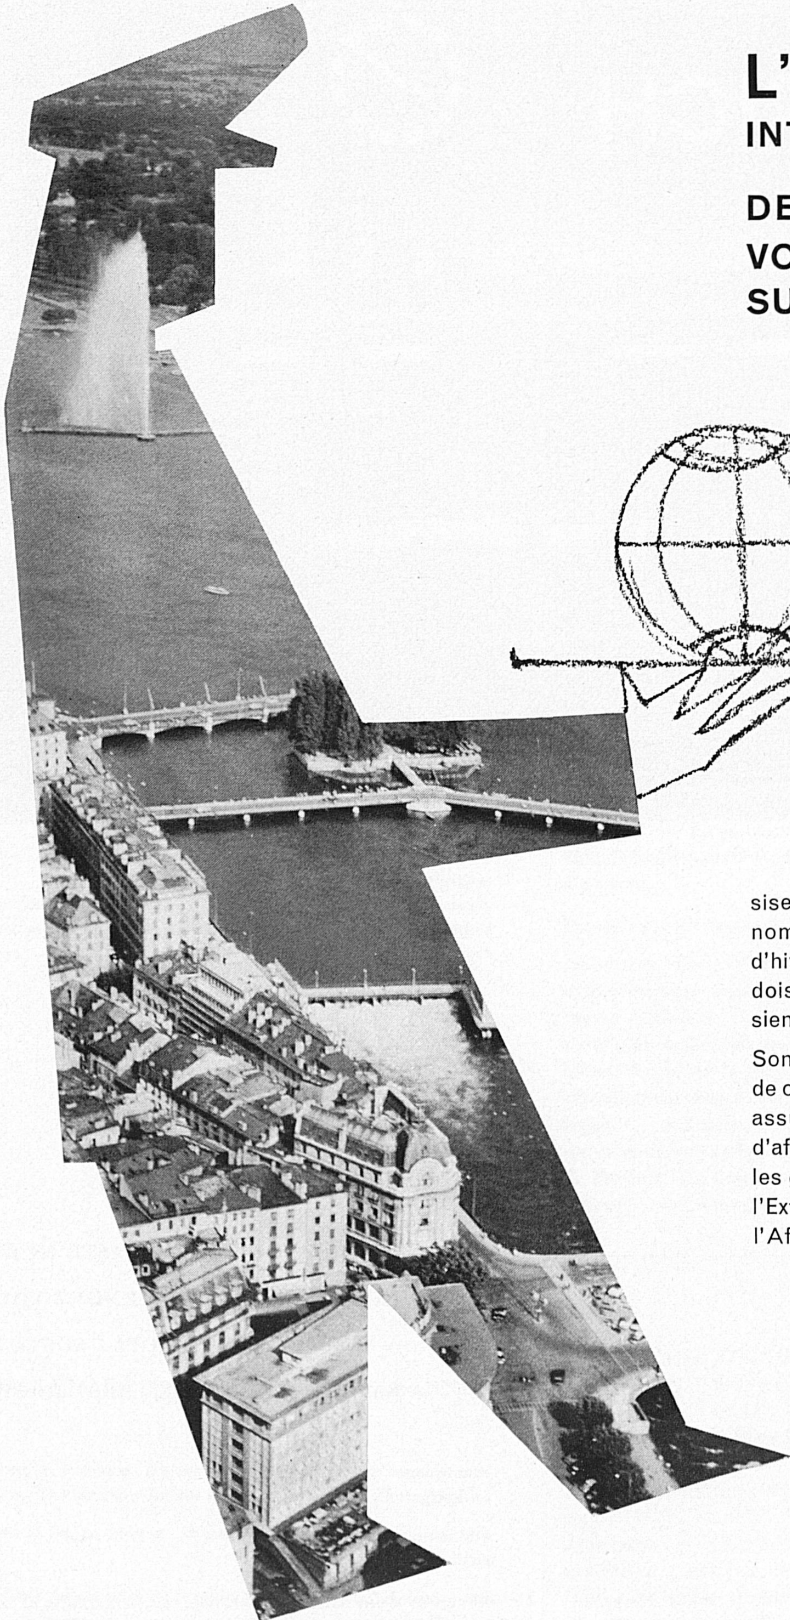 L'
INT
DE
VO
SU
sise
nom
d'hi
dois
sien
Son
de c
assu
d'af
les
l'Ex
l'Af